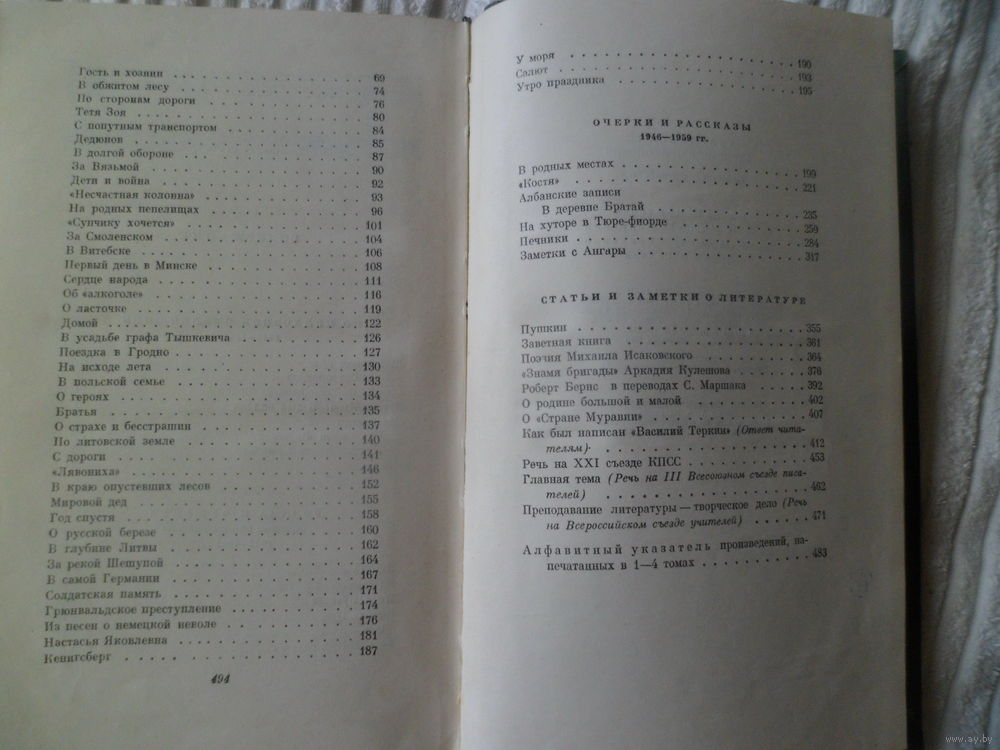 Гость и хозяин 69
В обжитом лесу 74
По сторонам дороги 76
Тетя Зоя 80
С попутным транспортом 84
Дедюнов 85
В долгой обороне 87
За Вязьмой 90
Дети и война 92
«Несчастная колонна» 93
На родных пепелищах 96
«Супчику хочется» 101
За Смоленском 104
В Витебске 106
Первый день в Минске 108
Сердце народа 111
Об «алкоголе» 116
О ласточке 119
Домой 122
В усадьбе графа Тышкевича 126
Поездка в Гродно 127
На исходе лета 130
В польской семье 133
О героях 134
Братья 135
О страхе и бесстрашии 137
По литовской земле 140
С дороги 141
«Лявониха» 146
В краю опустевших лесов 152
Мировой дед 155
Год спустя 158
О русской березе 160
В глубине Литвы 162
За рекой Шешупой 164
В самой Германии 167
Солдатская память 171
Грюнвальдское преступление 174
Из песен о немецкой неволе 176
Настасья Яковлевна 181
Кенигсберг 187
494
У моря 190
Салют 193
Утро праздника 195
ОЧЕРКИ И РАССКАЗЫ
1946—1959 гг.
В родных местах 199
«Костя» 221
Албанские записи
В деревне Братай 235
На хуторе в Тюре-фиорде 259
Печники 284
Заметки с Ангары 317
СТАТЬИ И ЗАМЕТКИ О ЛИТЕРАТУРЕ
Пушкин 355
Заветная книга 361
Поэзия Михаила Исаковского 364
«Знамя бригады» Аркадия Кулешова 376
Роберт Бернс в переводах С. Маршака 392
О родине большой и малой 402
О «Стране Муравии» 407
Как был написан «Василий Теркин» (Ответ чита-
телям) 412
Речь на XXI съезде КПСС 453
Главная тема (Речь на III Всесоюзном съезде писа-
телей) 462
Преподавание литературы — творческое дело (Речь
на Всероссийском съезде учителей) 471
Алфавитный указатель произведений, на-
печатанных в 1—4 томах 483
www.ay.by